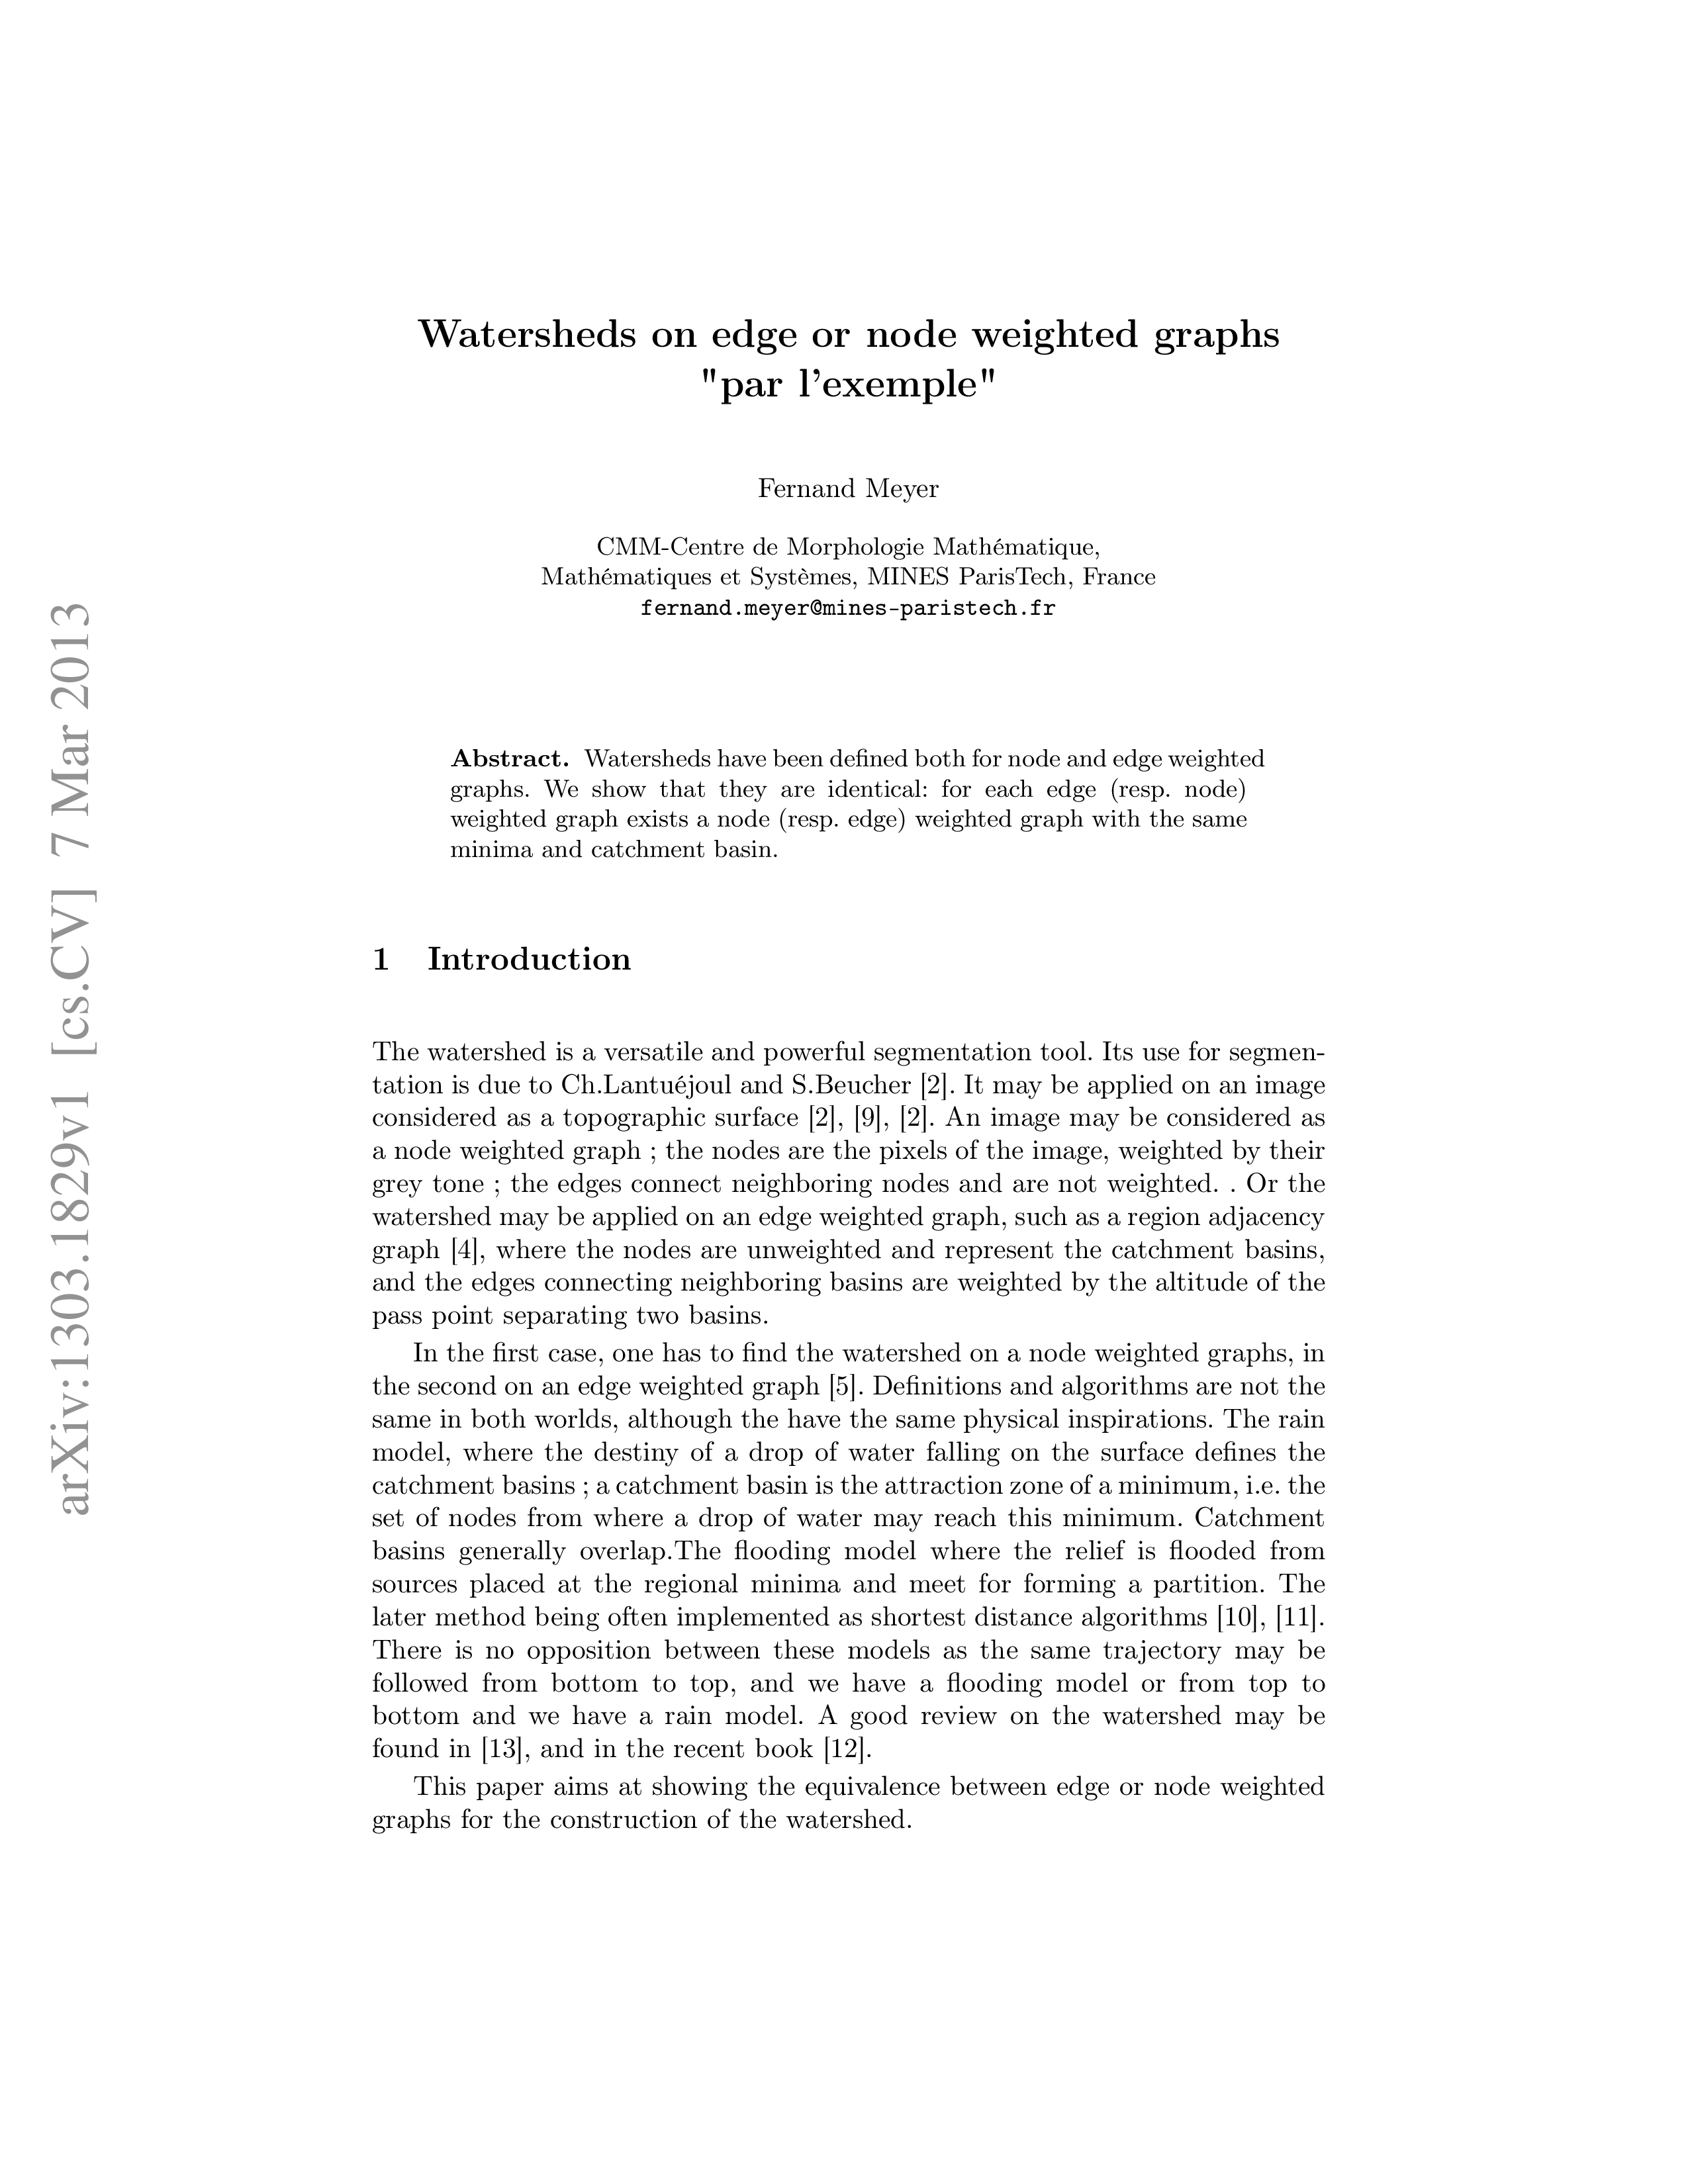 Watersheds on edge or node weighted graphs
"par l'exemple"
Fernand Meyer
CMM-Centre de Morphologie Mathématique,
Mathématiques et Systèmes, MINES ParisTech, France
fernand.meyer@mines-paristech.fr
arXiv:1303.1829v1 [cs.CV] 7 Mar 2013
Abstract. Watersheds have been defined both for node and edge weighted
graphs. We show that they are identical: for each edge (resp. node)
weighted graph exists a node (resp. edge) weighted graph with the same
minima and catchment basin.
1 Introduction
The watershed is a versatile and powerful segmentation tool. Its use for segmen-
tation is due to Ch.Lantuéjoul and S.Beucher [2]. It may be applied on an image
considered as a topographic surface [2], [9], [2]. An image may be considered as
a node weighted graph ; the nodes are the pixels of the image, weighted by their
grey tone ; the edges connect neighboring nodes and are not weighted. . Or the
watershed may be applied on an edge weighted graph, such as a region adjacency
graph [4], where the nodes are unweighted and represent the catchment basins,
and the edges connecting neighboring basins are weighted by the altitude of the
pass point separating two basins.
In the first case, one has to find the watershed on a node weighted graphs, in
the second on an edge weighted graph [5]. Definitions and algorithms are not the
same in both worlds, although the have the same physical inspirations. The rain
model, where the destiny of a drop of water falling on the surface defines the
catchment basins ; a catchment basin is the attraction zone of a minimum, i.e. the
set of nodes from where a drop of water may reach this minimum. Catchment
basins generally overlap.The flooding model where the relief is flooded from
sources placed at the regional minima and meet for forming a partition. The
later method being often implemented as shortest distance algorithms [10], [11].
There is no opposition between these models as the same trajectory may be
followed from bottom to top, and we have a flooding model or from top to
bottom and we have a rain model. A good review on the watershed may be
found in [13], and in the recent book [12].
This paper aims at showing the equivalence between edge or node weighted
graphs for the construction of the watershed.